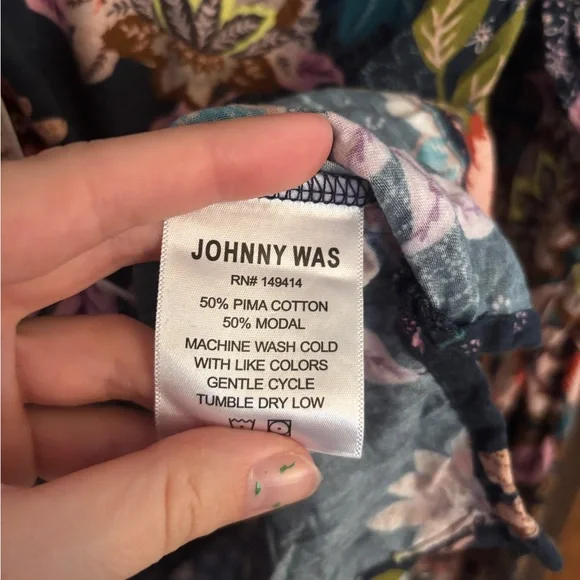 JOHNNY WAS
RN# 149414
50% PIMA COTTON
50% MODAL
MACHINE WASH COLD
WITH LIKE COLORS
GENTLE CYCLE
TUMBLE DRY LOW